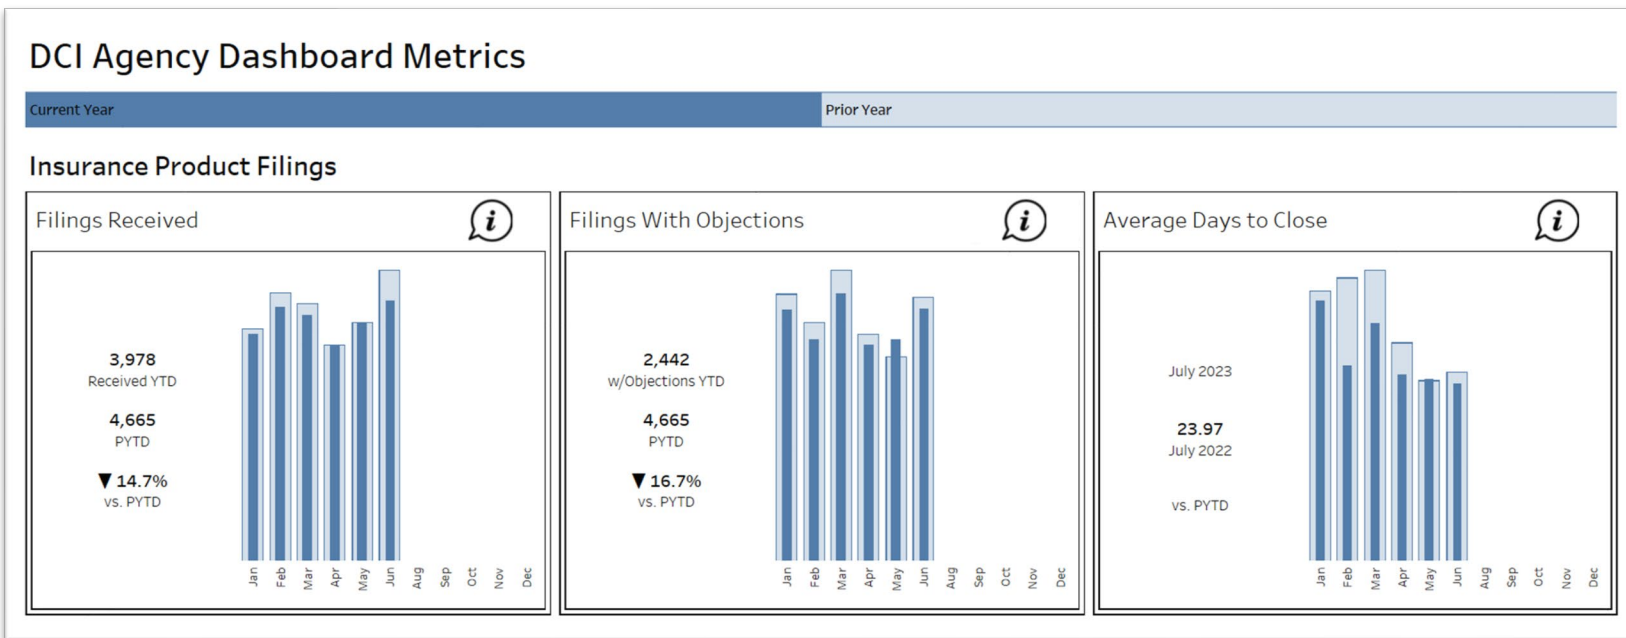 DCI Agency Dashboard Metrics
Current Year
Prior Year
Insurance Product Filings
Filings Received
i
3,978
Received YTD
4,665
PYTD
▼ 14.7%
vs. PYTD
Jan Feb Mar Apr May Jun Aug Sep Oct Nov Dec
Filings With Objections
i
2,442
w/Objections YTD
4,665
PYTD
▼ 16.7%
vs. PYTD
Jan Feb Mar Apr May Jun Aug Sep Oct Nov Dec
Average Days to Close
i
July 2023
23.97
July 2022
vs. PYTD
Jan Feb Mar Apr May Jun Aug Sep Oct Nov Dec